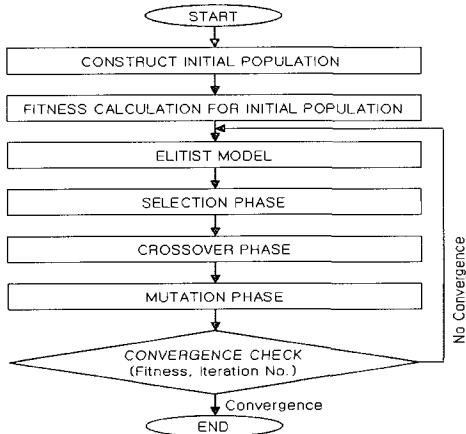 START
CONSTRUCT INITIAL POPULATION
FITNESS CALCULATION FOR INITIAL POPULATION
ELITIST MODEL
SELECTION PHASE
CROSSOVER PHASE
MUTATION PHASE
CONVERGENCE CHECK
(Fitness, Iteration No.)
No Convergence
Convergence
END